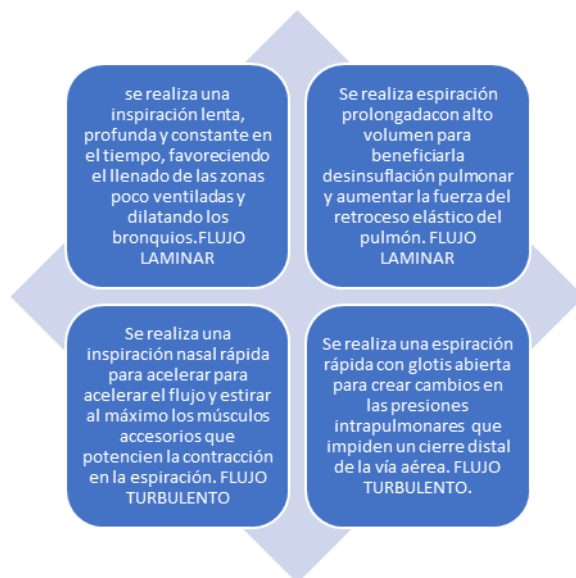 se realiza una
inspiración lenta,
profunda y constante en
el tiempo, favoreciendo
el llenado de las zonas
poco ventiladas y
dilatando los
bronquios.FLUJO
LAMINAR
Se realiza espiración
prolongadacon alto
volumen para
beneficiarla
desinsuflación pulmonar
y aumentar la fuerza del
retroceso elástico del
pulmón. FLUJO
LAMINAR
Se realiza una
inspiración nasal rápida
para acelerar para
acelerar el flujo y estirar
al máximo los músculos
accesorios que
potencien la contracción
en la espiración. FLUJO
TURBULENTO
Se realiza una espiración
rápida con glotis abierta
para crear cambios en
las presiones
intrapulmonares que
impiden un cierre distal
de la vía aérea. FLUJO
TURBULENTO.